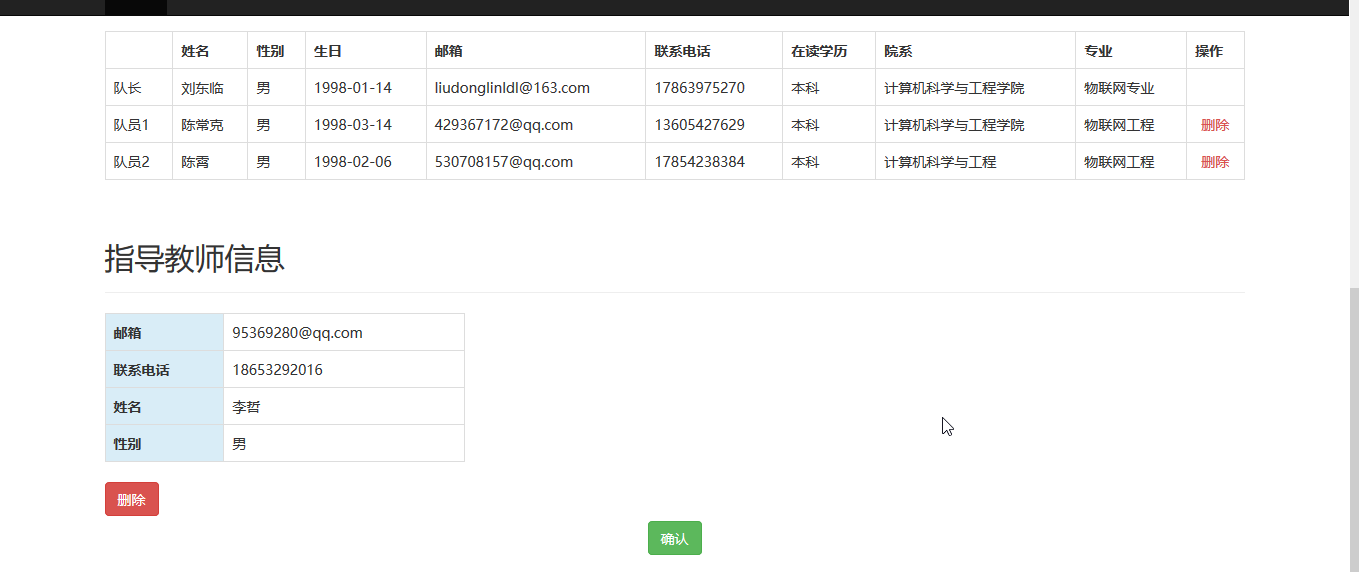 姓名 性别 生日 邮箱 联系电话 在读学历 院系 专业 操作
队长 刘东临 男 1998-01-14 liudonglinldl@163.com 17863975270 本科 计算机科学与工程学院 物联网专业
队员1 陈常克 男 1998-03-14 429367172@qq.com 13605427629 本科 计算机科学与工程学院 物联网工程 删除
队员2 陈霄 男 1998-02-06 530708157@qq.com 17854238384 本科 计算机科学与工程 物联网工程 删除
指导教师信息
邮箱 95369280@qq.com
联系电话 18653292016
姓名 李哲
性别 男
删除
确认